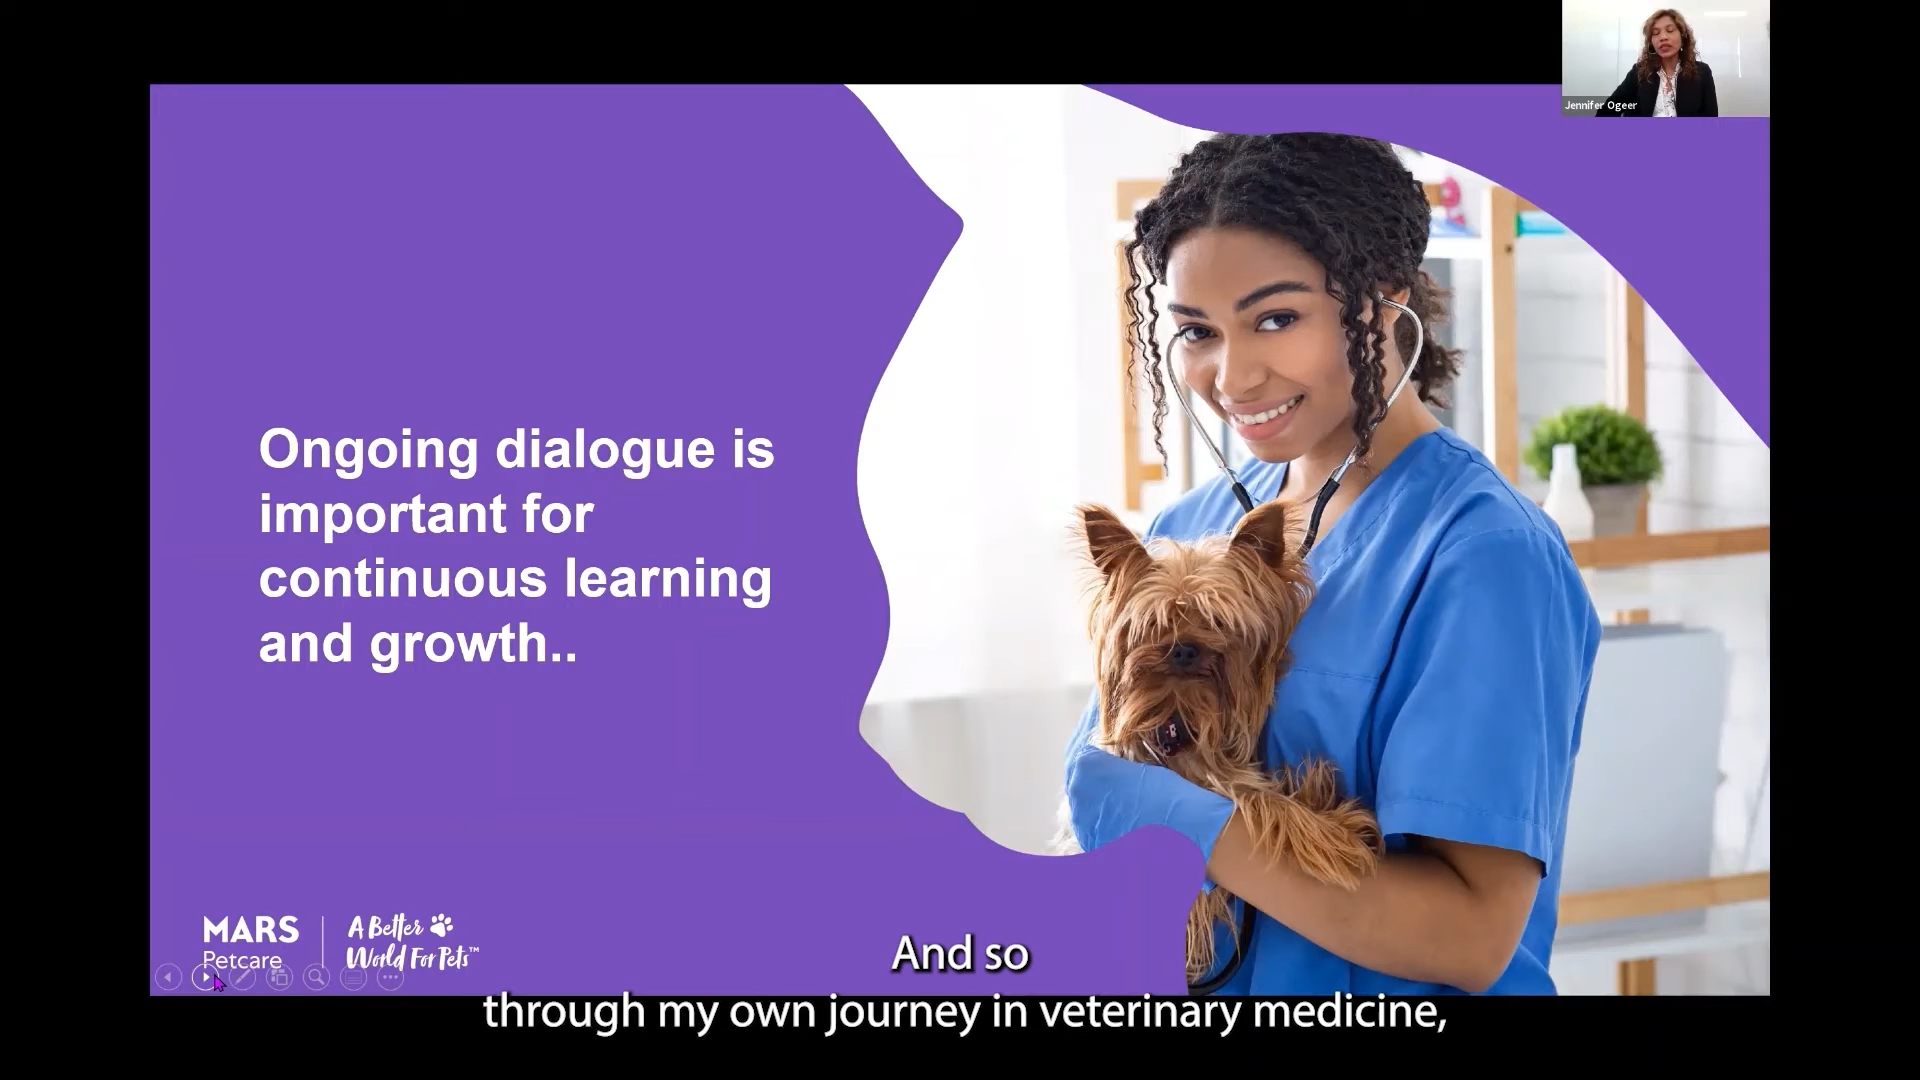 Jennifer Ogeer
Ongoing dialogue is
important for
continuous learning
and growth..
MARS
Petcare
A Better
World For Pets™
And so
through my own journey in veterinary medicine,